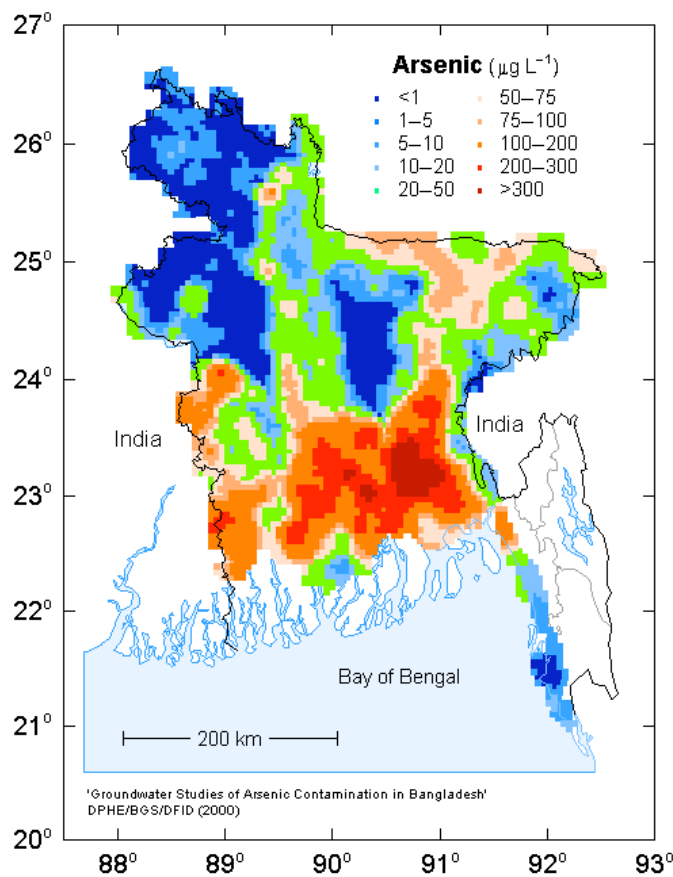 27°
Arsenic (µg L⁻¹)
<1
50–75
1–5
75–100
26°
5–10
100–200
10–20
200–300
20–50
>300
25°
24°
India
India
23°
22°
Bay of Bengal
21°
200 km
'Groundwater Studies of Arsenic Contamination in Bangladesh'
DPHE/BGS/DFID (2000)
20°
88° 89° 90° 91° 92° 93°